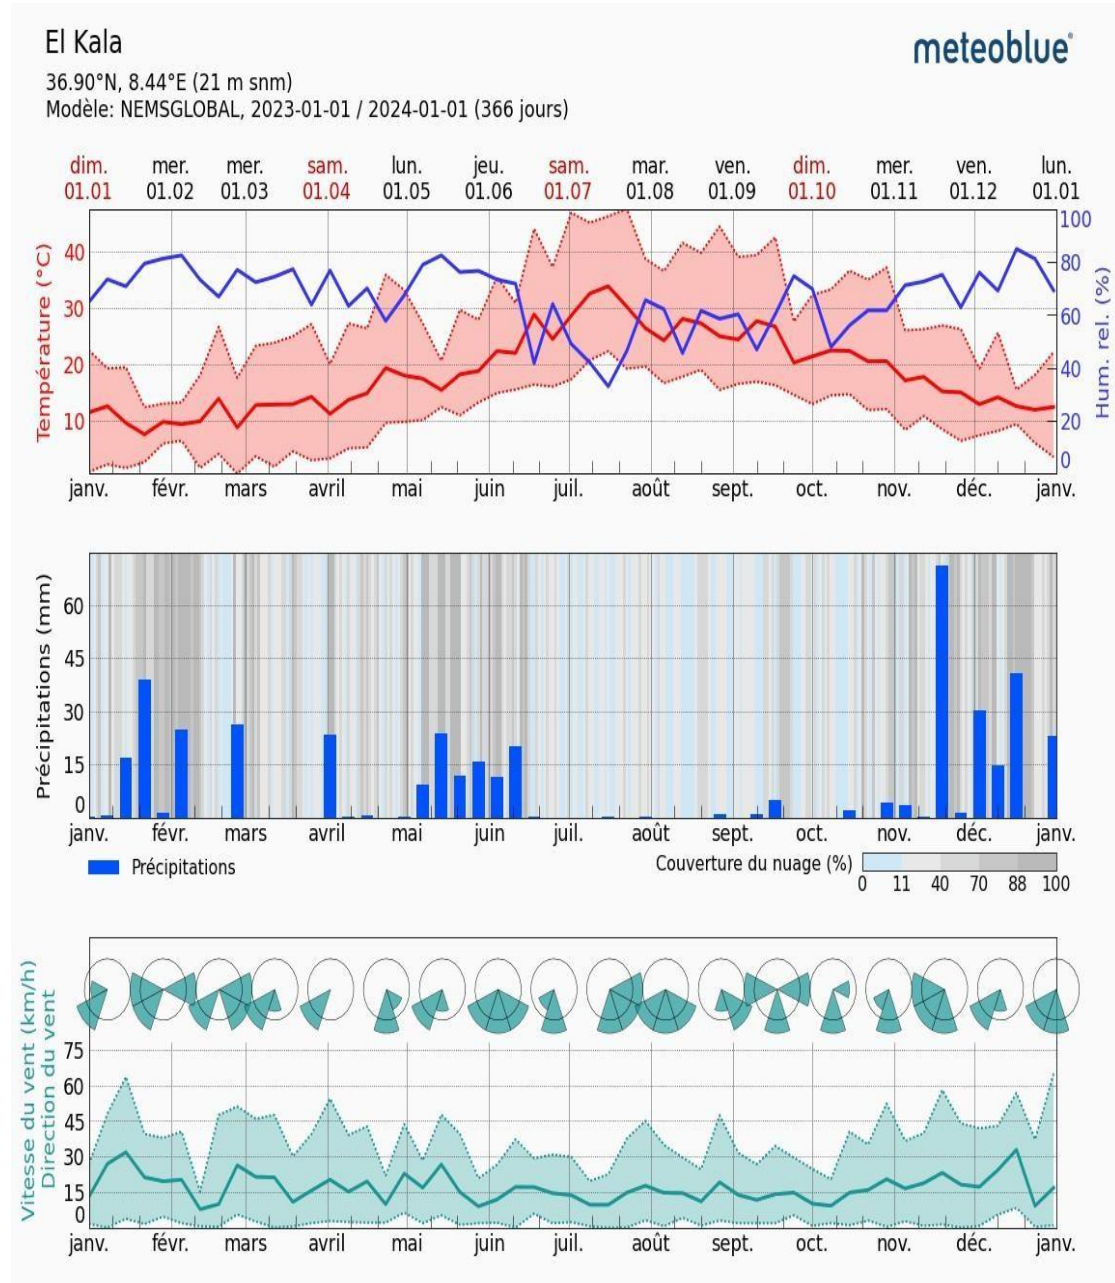 El Kala
meteoblue®
36.90°N, 8.44°E (21 m snm)
Modèle: NEMSGLOBAL, 2023-01-01 / 2024-01-01 (366 jours)
dim. mer. mer. sam. lun. jeu. sam. mar. ven. dim. mer. ven. lun.
01.01 01.02 01.03 01.04 01.05 01.06 01.07 01.08 01.09 01.10 01.11 01.12 01.01
Température (°C)
40
30
20
10
100
80
60
40
20
0
Hum. rel. (%)
janv. févr. mars avril mai juin juil. août sept. oct. nov. déc. janv.
Précipitations (mm)
60
45
30
15
0
janv. févr. mars avril mai juin juil. août sept. oct. nov. déc. janv.
Précipitations
Couverture du nuage (%)
0 11 40 70 88 100
Vitesse du vent (km/h)
Direction du vent
75
60
45
30
15
0
janv. févr. mars avril mai juin juil. août sept. oct. nov. déc. janv.